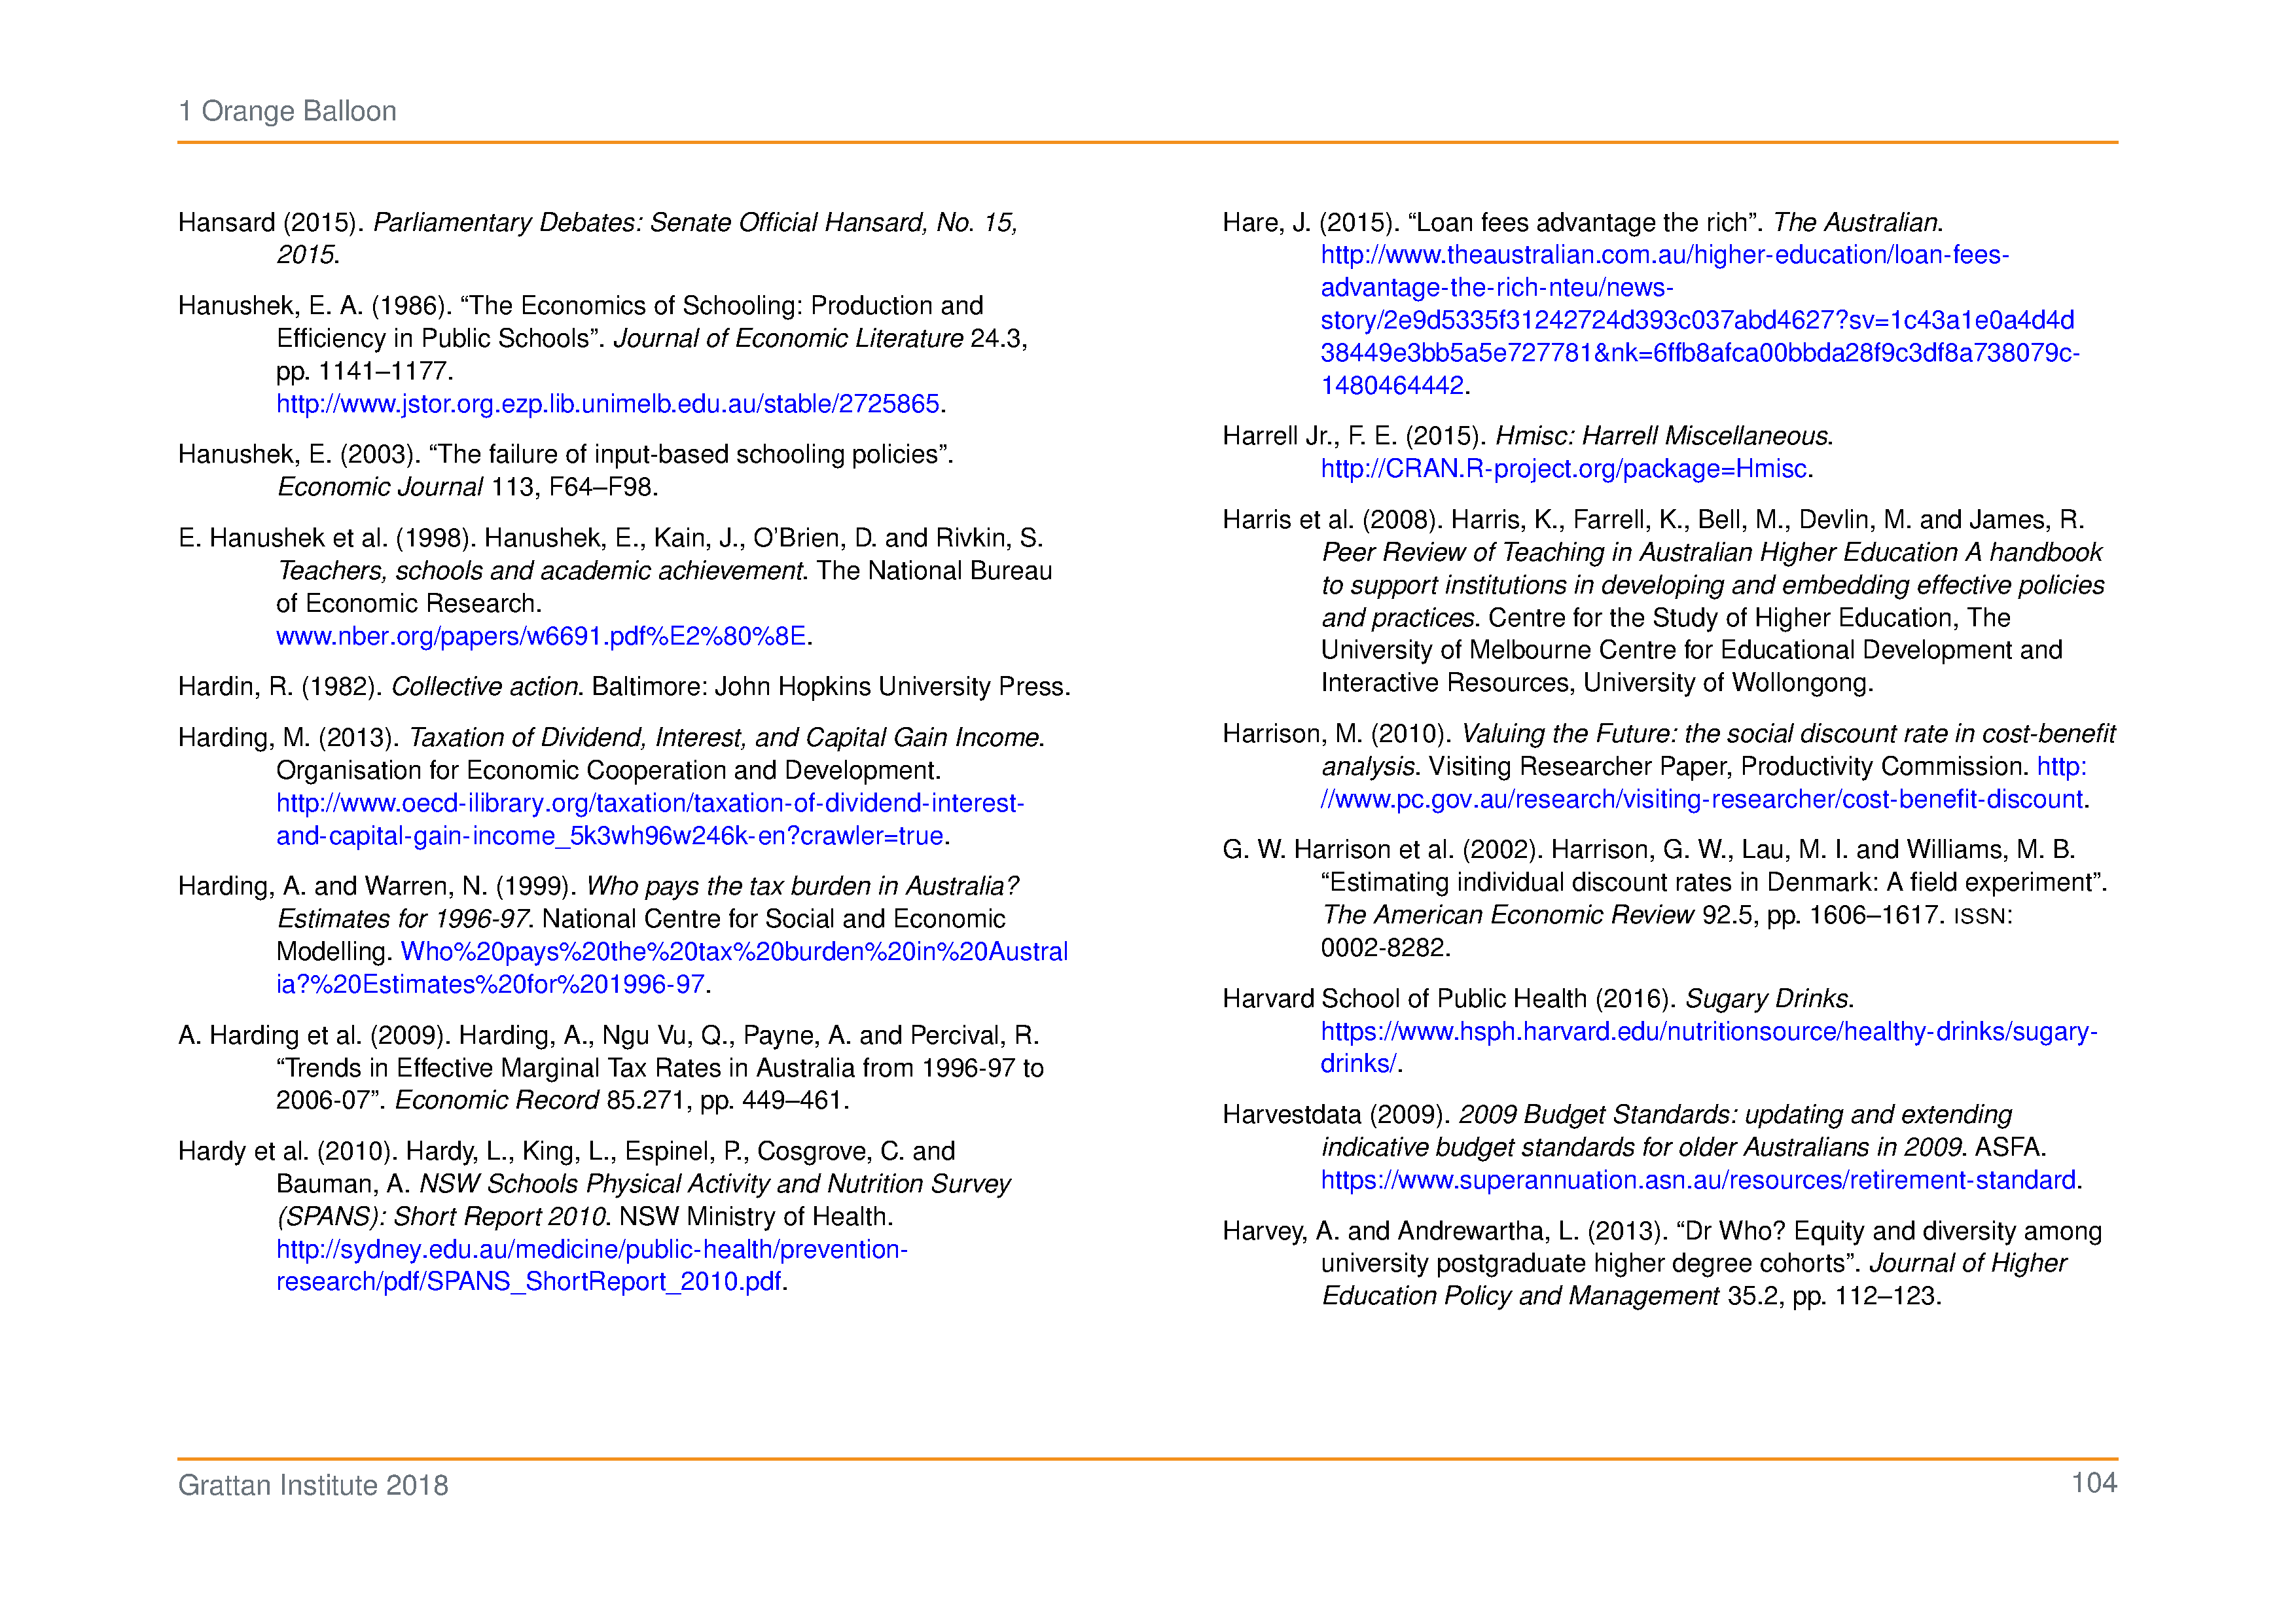 1 Orange Balloon
Hansard (2015). Parliamentary Debates: Senate Official Hansard, No. 15,
2015.
Hanushek, E. A. (1986). “The Economics of Schooling: Production and
Efficiency in Public Schools”. Journal of Economic Literature 24.3,
pp. 1141–1177.
http://www.jstor.org.ezp.lib.unimelb.edu.au/stable/2725865.
Hanushek, E. (2003). “The failure of input-based schooling policies”.
Economic Journal 113, F64–F98.
E. Hanushek et al. (1998). Hanushek, E., Kain, J., O’Brien, D. and Rivkin, S.
Teachers, schools and academic achievement. The National Bureau
of Economic Research.
www.nber.org/papers/w6691.pdf%E2%80%8E.
Hardin, R. (1982). Collective action. Baltimore: John Hopkins University Press.
Harding, M. (2013). Taxation of Dividend, Interest, and Capital Gain Income.
Organisation for Economic Cooperation and Development.
http://www.oecd-ilibrary.org/taxation/taxation-of-dividend-interest-
and-capital-gain-income_5k3wh96w246k-en?crawler=true.
Harding, A. and Warren, N. (1999). Who pays the tax burden in Australia?
Estimates for 1996-97. National Centre for Social and Economic
Modelling. Who%20pays%20the%20tax%20burden%20in%20Austral
ia?%20Estimates%20for%201996-97.
A. Harding et al. (2009). Harding, A., Ngu Vu, Q., Payne, A. and Percival, R.
“Trends in Effective Marginal Tax Rates in Australia from 1996-97 to
2006-07”. Economic Record 85.271, pp. 449–461.
Hardy et al. (2010). Hardy, L., King, L., Espinel, P., Cosgrove, C. and
Bauman, A. NSW Schools Physical Activity and Nutrition Survey
(SPANS): Short Report 2010. NSW Ministry of Health.
http://sydney.edu.au/medicine/public-health/prevention-
research/pdf/SPANS_ShortReport_2010.pdf.
Hare, J. (2015). “Loan fees advantage the rich”. The Australian.
http://www.theaustralian.com.au/higher-education/loan-fees-
advantage-the-rich-nteu/news-
story/2e9d5335f31242724d393c037abd4627?sv=1c43a1e0a4d4d
38449e3bb5a5e727781&nk=6ffb8afca00bbda28f9c3df8a738079c-
1480464442.
Harrell Jr., F. E. (2015). Hmisc: Harrell Miscellaneous.
http://CRAN.R-project.org/package=Hmisc.
Harris et al. (2008). Harris, K., Farrell, K., Bell, M., Devlin, M. and James, R.
Peer Review of Teaching in Australian Higher Education A handbook
to support institutions in developing and embedding effective policies
and practices. Centre for the Study of Higher Education, The
University of Melbourne Centre for Educational Development and
Interactive Resources, University of Wollongong.
Harrison, M. (2010). Valuing the Future: the social discount rate in cost-benefit
analysis. Visiting Researcher Paper, Productivity Commission. http:
//www.pc.gov.au/research/visiting-researcher/cost-benefit-discount.
G. W. Harrison et al. (2002). Harrison, G. W., Lau, M. I. and Williams, M. B.
“Estimating individual discount rates in Denmark: A field experiment”.
The American Economic Review 92.5, pp. 1606–1617. ISSN:
0002-8282.
Harvard School of Public Health (2016). Sugary Drinks.
https://www.hsph.harvard.edu/nutritionsource/healthy-drinks/sugary-
drinks/.
Harvestdata (2009). 2009 Budget Standards: updating and extending
indicative budget standards for older Australians in 2009. ASFA.
https://www.superannuation.asn.au/resources/retirement-standard.
Harvey, A. and Andrewartha, L. (2013). “Dr Who? Equity and diversity among
university postgraduate higher degree cohorts”. Journal of Higher
Education Policy and Management 35.2, pp. 112–123.
Grattan Institute 2018
104